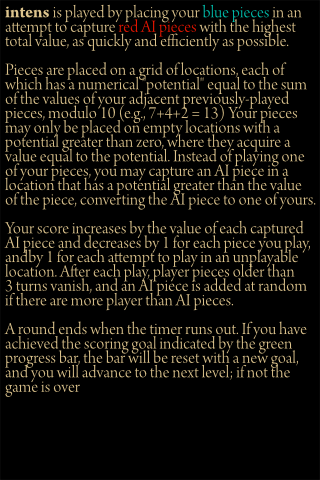 intens is played by placing your blue pieces in an
attempt to capture red AI pieces with the highest
total value, as quickly and efficiently as possible.
Pieces are placed on a grid of locations, each of
which has a numerical "potential" equal to the sum
of the values of your adjacent previously-played
pieces, modulo 10 (e.g., 7+4+2 = 13) Your pieces
may only be placed on empty locations with a
potential greater than zero, where they acquire a
value equal to the potential. Instead of playing one
of your pieces, you may capture an AI piece in a
location that has a potential greater than the value
of the piece, converting the AI piece to one of yours.
Your score increases by the value of each captured
AI piece and decreases by 1 for each piece you play,
andby 1 for each attempt to play in an unplayable
location. After each play, player pieces older than
3 turns vanish, and an AI piece is added at random
if there are more player than AI pieces.
A round ends when the timer runs out. If you have
achieved the scoring goal indicated by the green
progress bar, the bar will be reset with a new goal,
and you will advance to the next level; if not the
game is over